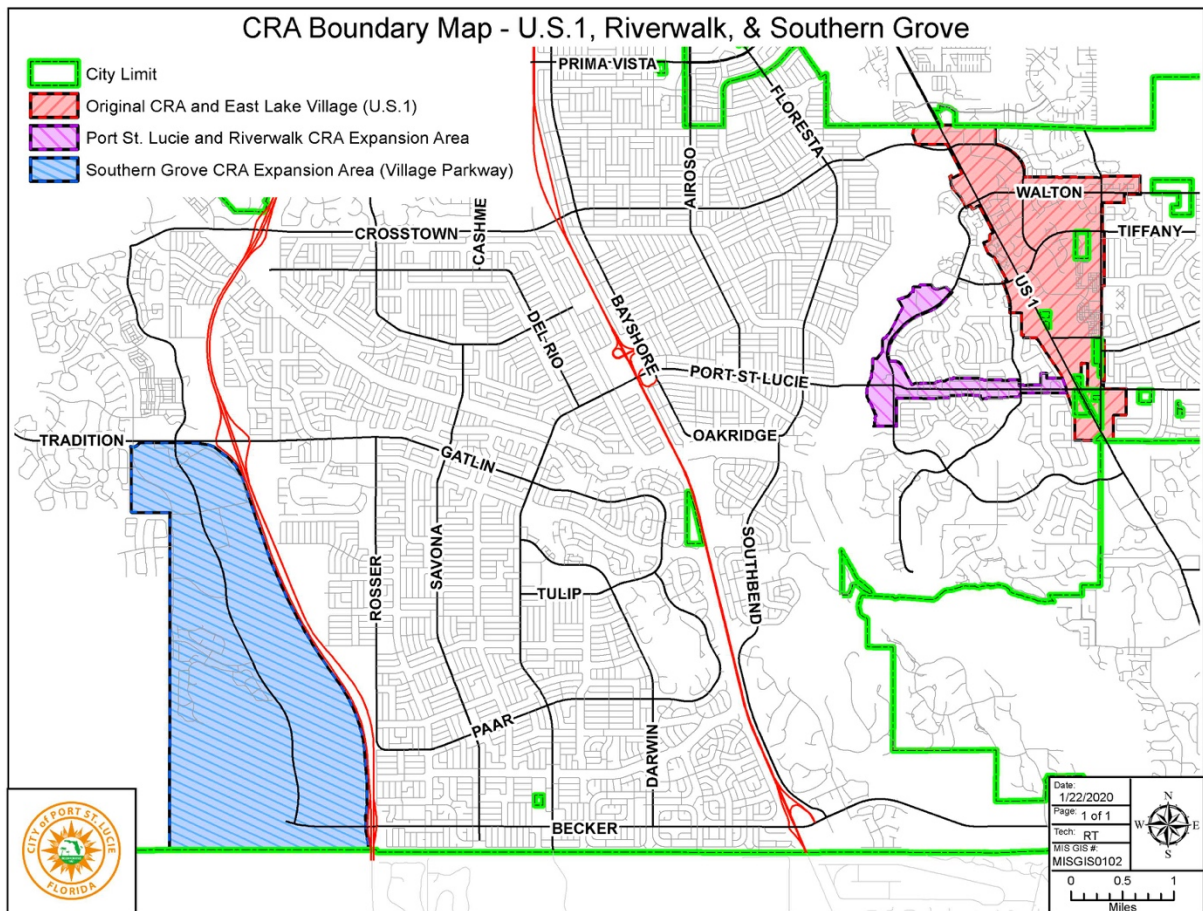 CRA Boundary Map - U.S.1, Riverwalk, & Southern Grove
City Limit
Original CRA and East Lake Village (U.S.1)
Port St. Lucie and Riverwalk CRA Expansion Area
Southern Grove CRA Expansion Area (Village Parkway)
PRIMA VISTA
FLORESTA
AIROSO
WALTON
TIFFANY
CROSSTOWN
CASHMERE
US 1
BAYSHORE
DEL RIO
PORT ST LUCIE
OAKRIDGE
TRADITION
GATLIN
ROSSER
SAVONA
TULIP
SOUTHBEND
PAAR
DARWIN
BECKER
CITY of PORT ST. LUCIE
FLORIDA
Date:
1/22/2020
Page: 1 of 1
Tech: RT
MIS GIS #:
MISGIS0102
N
W E
S
0 0.5 1
Miles